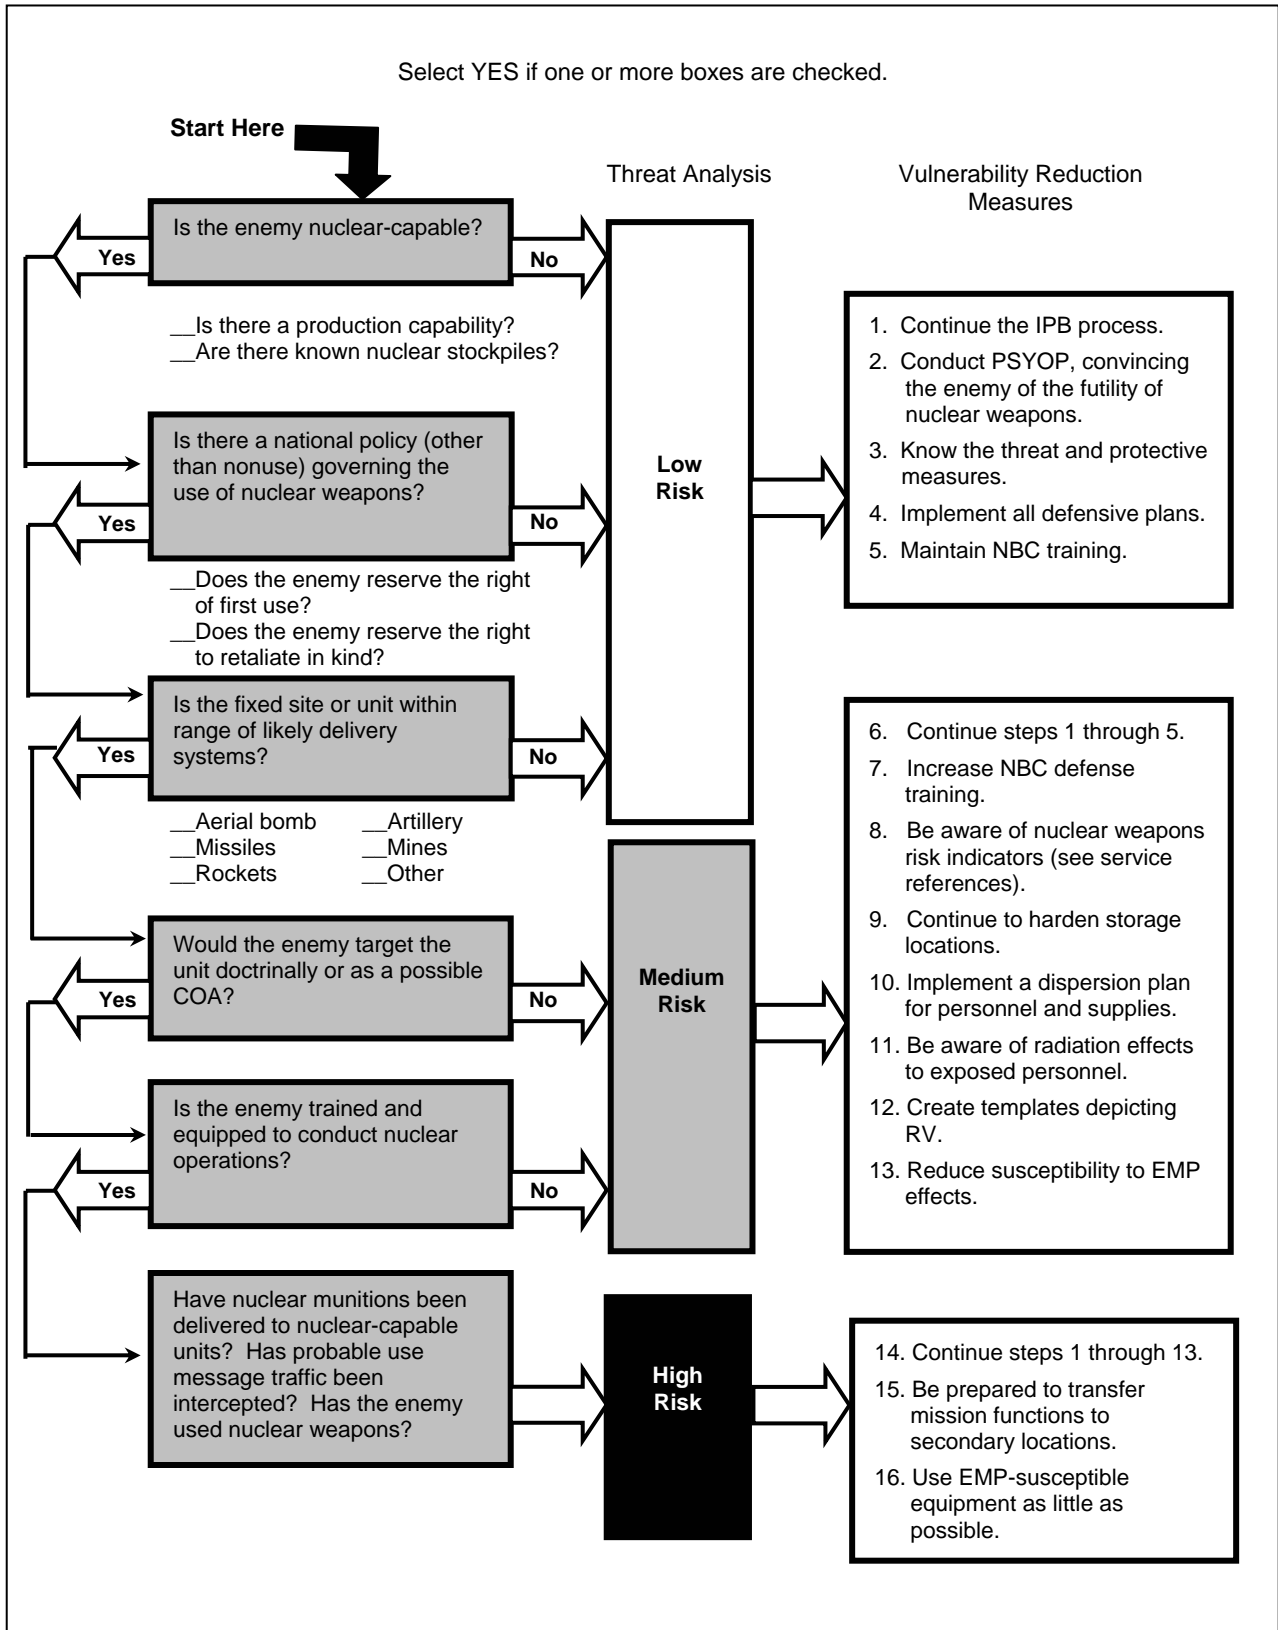 Select YES if one or more boxes are checked.
Start Here
Threat Analysis
Vulnerability Reduction
Measures
Is the enemy nuclear-capable?
Yes
No
__Is there a production capability?
__Are there known nuclear stockpiles?
Is there a national policy (other
than nonuse) governing the
use of nuclear weapons?
Yes
No
__Does the enemy reserve the right
of first use?
__Does the enemy reserve the right
to retaliate in kind?
Is the fixed site or unit within
range of likely delivery
systems?
Yes
No
__Aerial bomb __Artillery
__Missiles __Mines
__Rockets __Other
Would the enemy target the
unit doctrinally or as a possible
COA?
Yes
No
Is the enemy trained and
equipped to conduct nuclear
operations?
Yes
No
Have nuclear munitions been
delivered to nuclear-capable
units? Has probable use
message traffic been
intercepted? Has the enemy
used nuclear weapons?
Low
Risk
Medium
Risk
High
Risk
1. Continue the IPB process.
2. Conduct PSYOP, convincing
the enemy of the futility of
nuclear weapons.
3. Know the threat and protective
measures.
4. Implement all defensive plans.
5. Maintain NBC training.
6. Continue steps 1 through 5.
7. Increase NBC defense
training.
8. Be aware of nuclear weapons
risk indicators (see service
references).
9. Continue to harden storage
locations.
10. Implement a dispersion plan
for personnel and supplies.
11. Be aware of radiation effects
to exposed personnel.
12. Create templates depicting
RV.
13. Reduce susceptibility to EMP
effects.
14. Continue steps 1 through 13.
15. Be prepared to transfer
mission functions to
secondary locations.
16. Use EMP-susceptible
equipment as little as
possible.